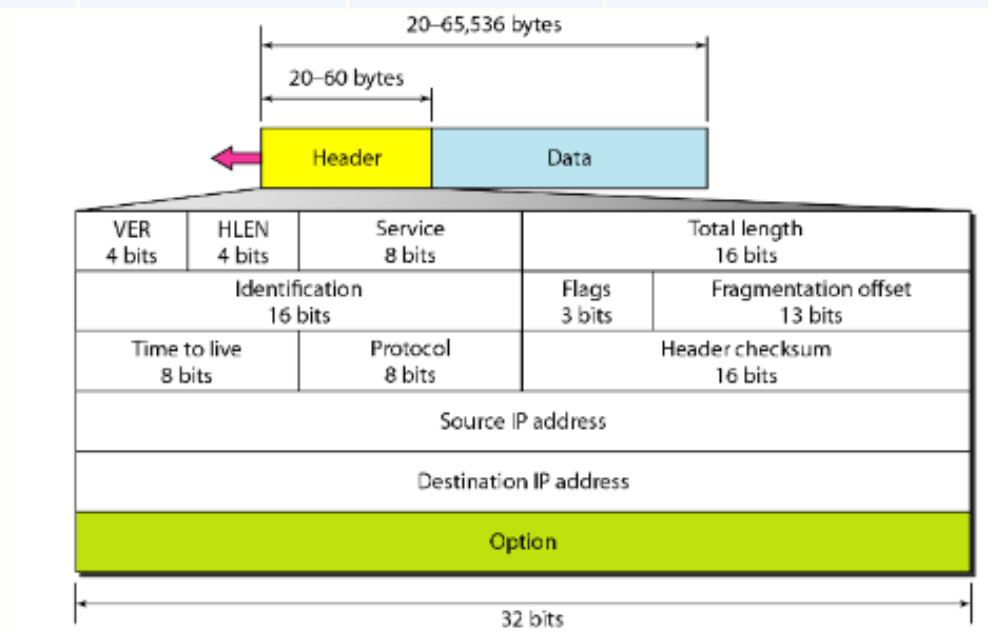 20–65,536 bytes
20–60 bytes
Header Data
VER HLEN Service Total length
4 bits 4 bits 8 bits 16 bits
Identification Flags Fragmentation offset
16 bits 3 bits 13 bits
Time to live Protocol Header checksum
8 bits 8 bits 16 bits
Source IP address
Destination IP address
Option
32 bits